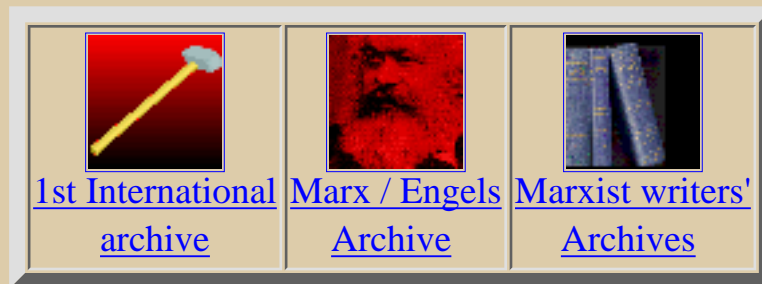 1st International
archive
Marx / Engels
Archive
Marxist writers'
Archives